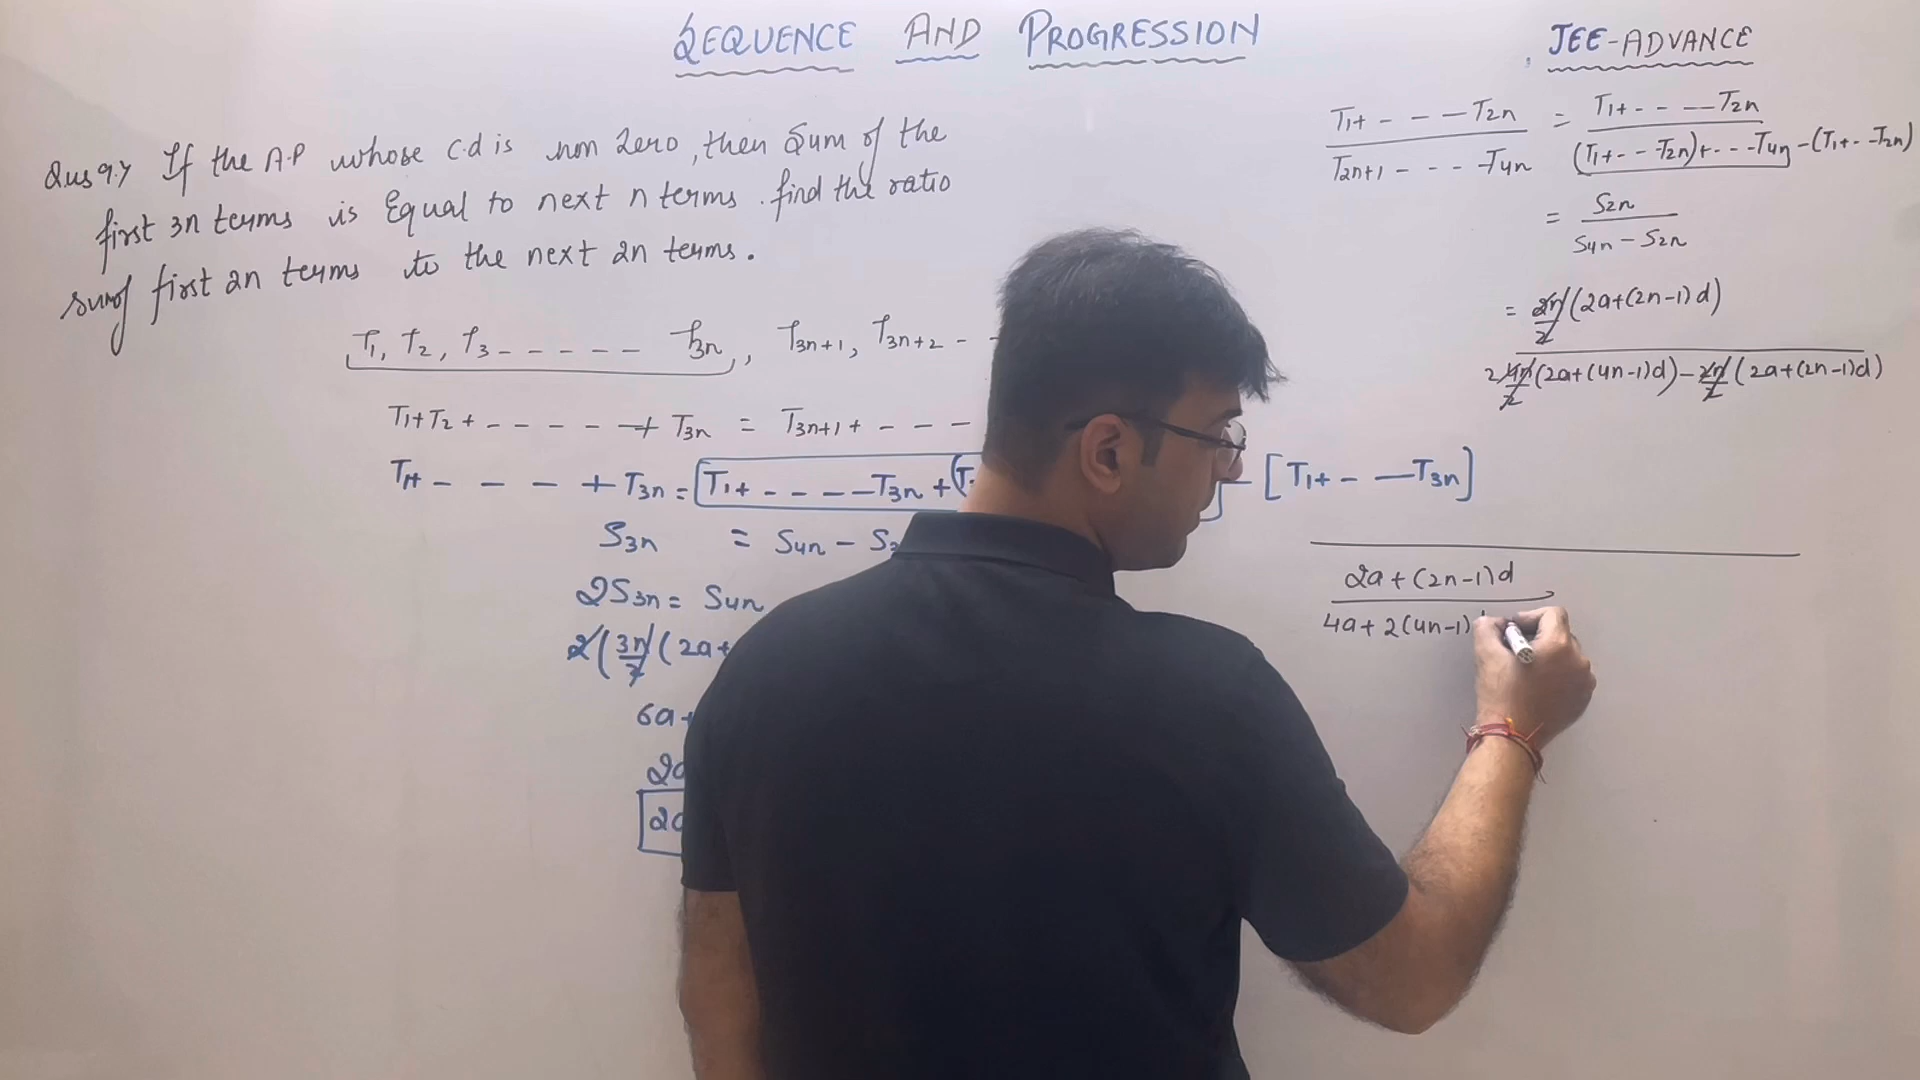 SEQUENCE AND PROGRESSION
JEE-ADVANCE
Qus 9.7 If the A.P whose c.d is non zero, then Sum of the
first 3n terms is Equal to next n terms. find the ratio
sum of first 2n terms to the next 2n terms.
T1, T2, T3 - - - - - T3n, T3n+1, T3n+2 - -
T1+T2+ - - - - - + T3n = T3n+1 + - - -
T1+ - - - + T3n = [T1+ - - - - T3n + (T - [T1+ - - T3n]
S3n = S4n - S3
2S3n = S4n
2(3n/2 (2a+
6a+
2a
2a
T1+ - - - T2n / T2n+1 - - - T4n = T1+ - - - T2n / (T1+ - - T2n)+ - - - T4n - (T1+ - - T2n)
= S2n / S4n - S2n
= 2n/2 (2a+(2n-1)d)
2 4n/2 (2a+(4n-1)d) - 2n/2 (2a+(2n-1)d)
2a+(2n-1)d
4a+2(4n-1)